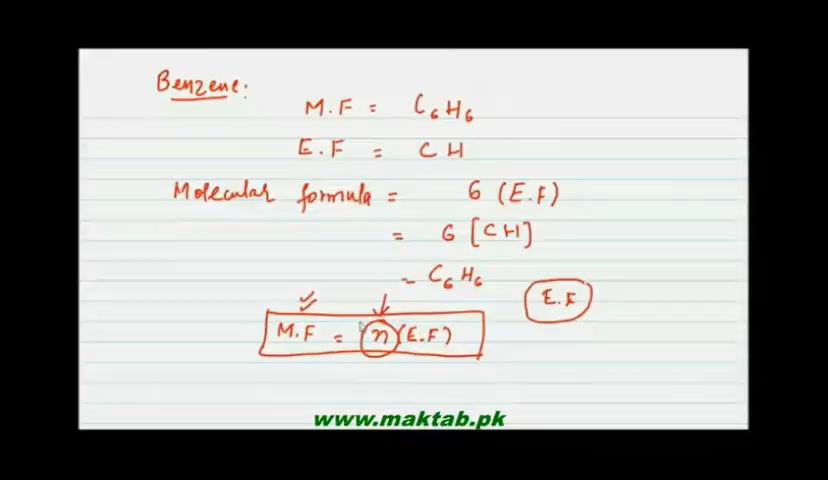 Benzene:
M.F = C6H6
E.F = CH
Molecular formula = 6 (E.F)
= 6 [CH]
= C6H6
E.F
M.F = n (E.F)
www.maktab.pk